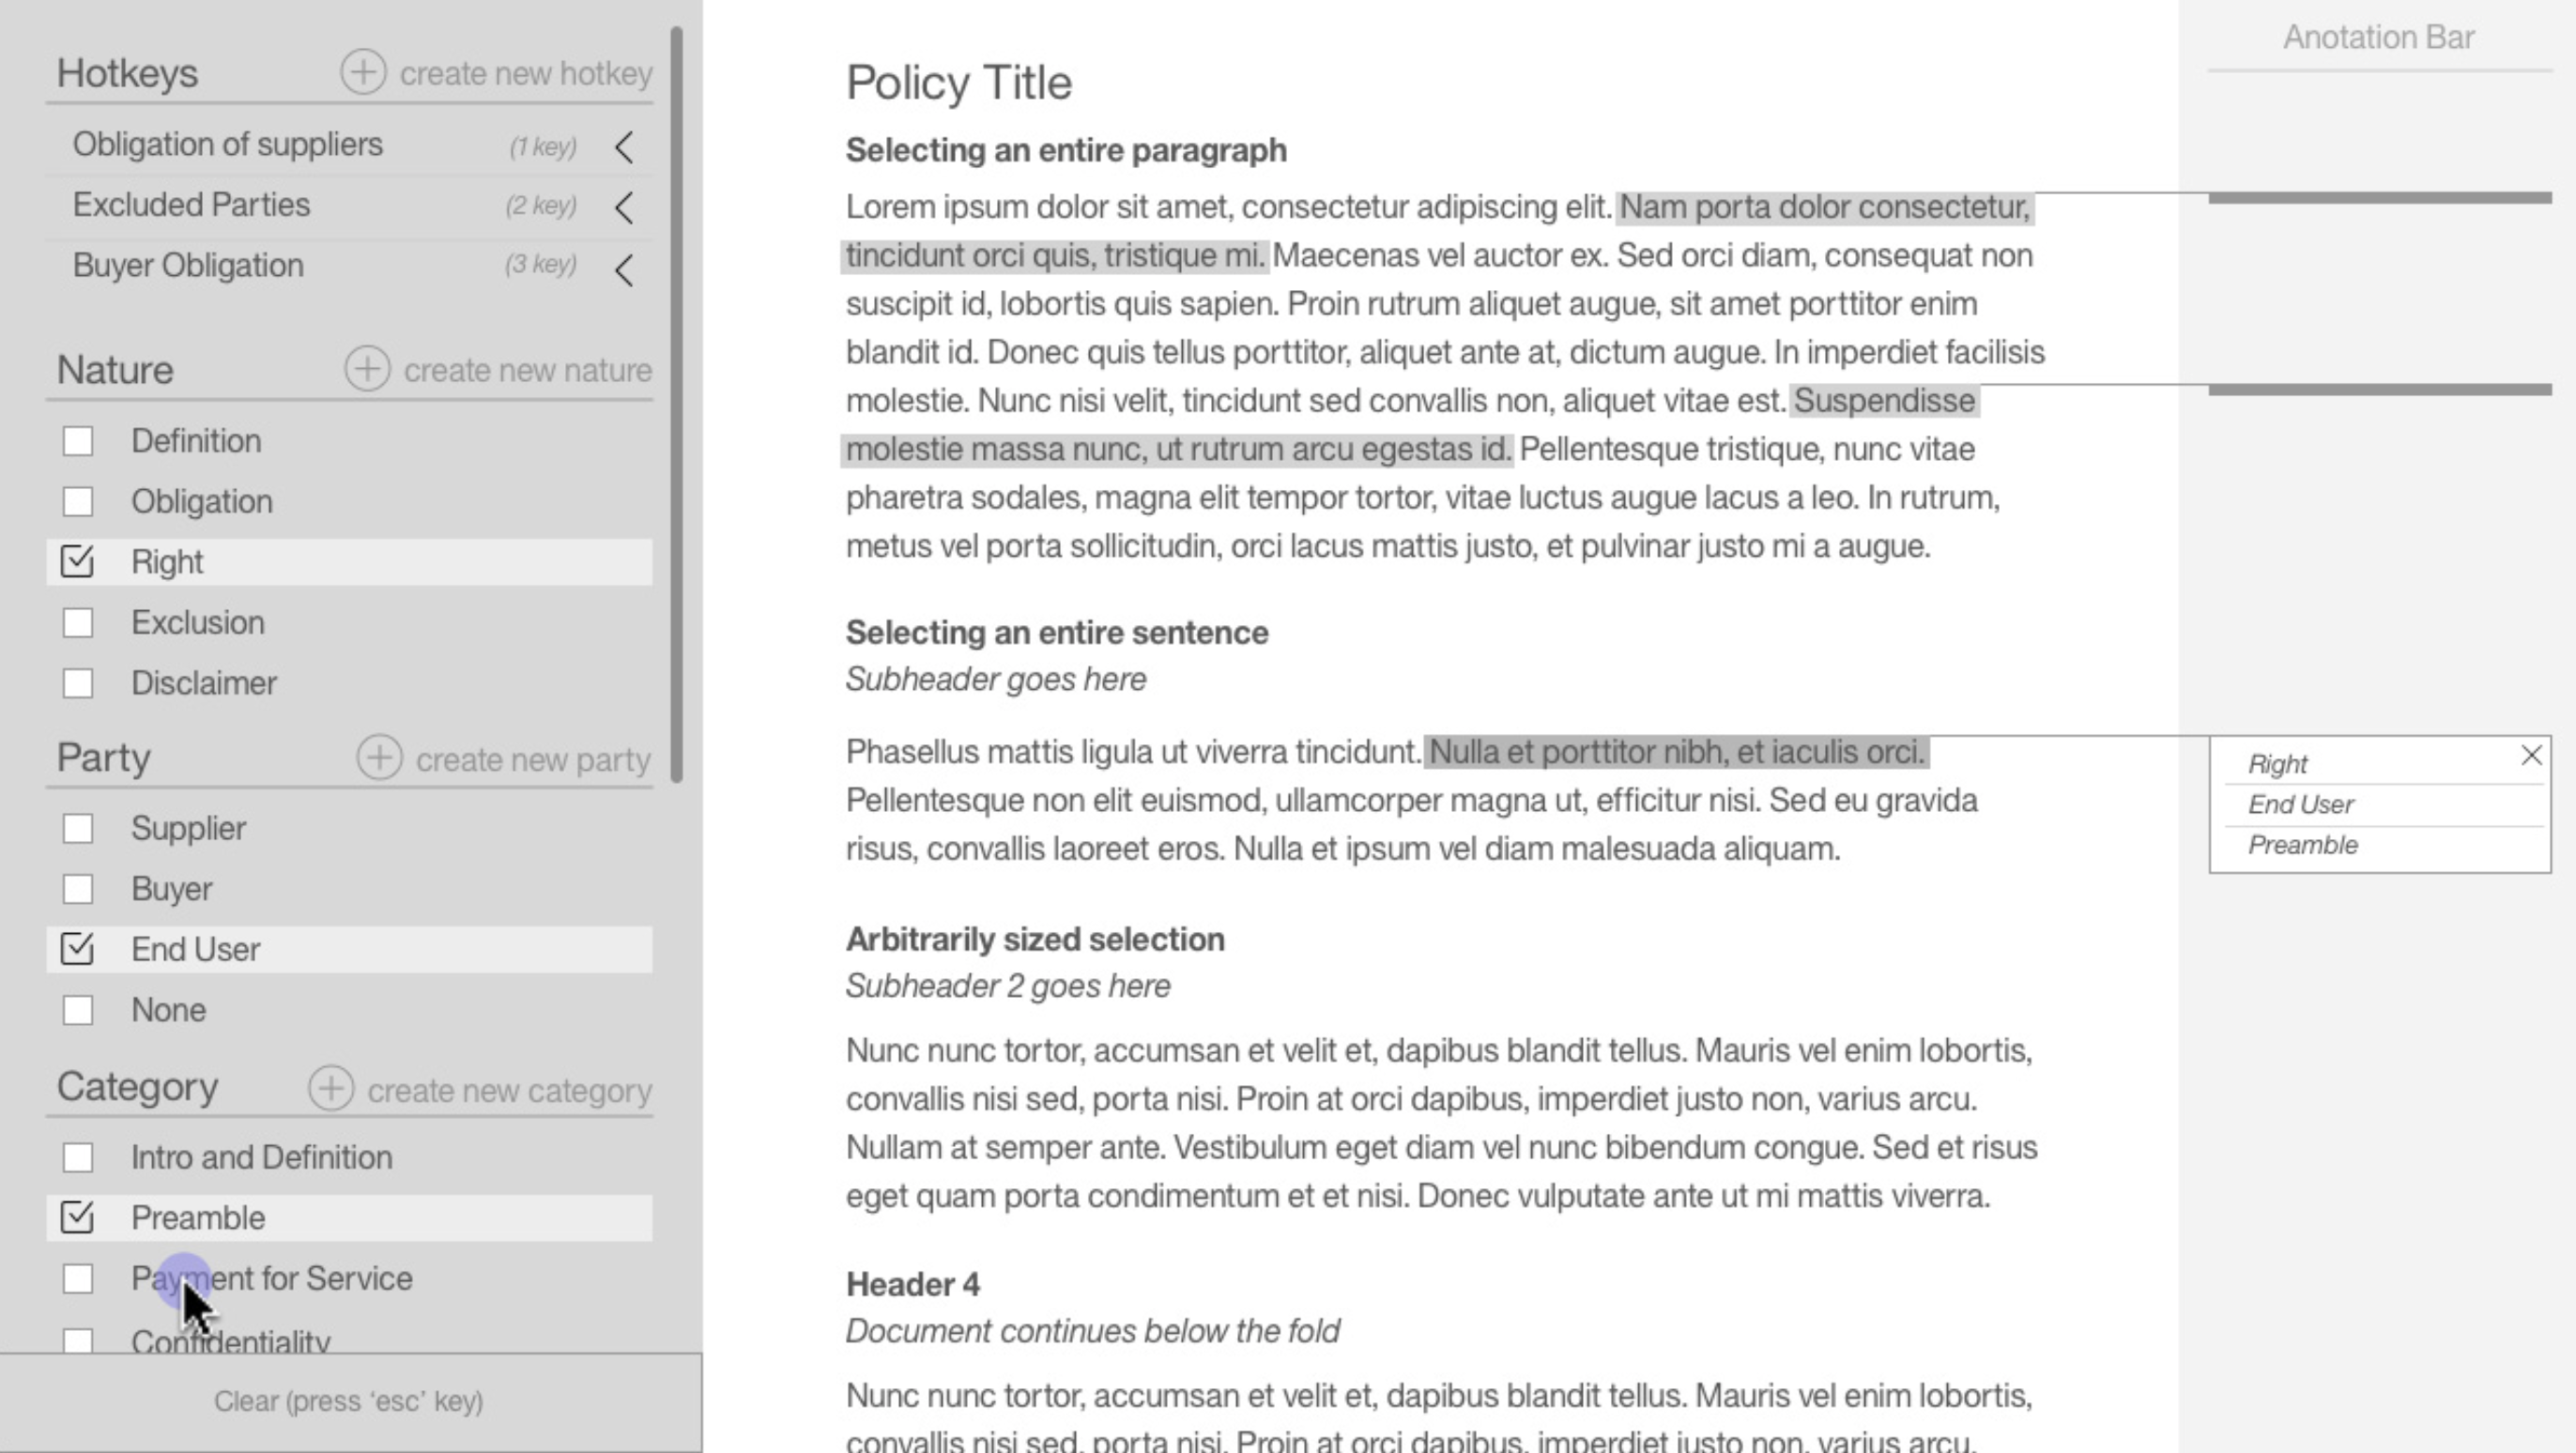 Hotkeys
create new hotkey
Obligation of suppliers (1 key)
Excluded Parties (2 key)
Buyer Obligation (3 key)
Nature
create new nature
Definition
Obligation
Right
Exclusion
Disclaimer
Party
create new party
Supplier
Buyer
End User
None
Category
create new category
Intro and Definition
Preamble
Payment for Service
Confidentiality
Clear (press ‘esc’ key)
Policy Title
Selecting an entire paragraph
Lorem ipsum dolor sit amet, consectetur adipiscing elit. Nam porta dolor consectetur,
tincidunt orci quis, tristique mi. Maecenas vel auctor ex. Sed orci diam, consequat non
suscipit id, lobortis quis sapien. Proin rutrum aliquet augue, sit amet porttitor enim
blandit id. Donec quis tellus porttitor, aliquet ante at, dictum augue. In imperdiet facilisis
molestie. Nunc nisi velit, tincidunt sed convallis non, aliquet vitae est. Suspendisse
molestie massa nunc, ut rutrum arcu egestas id. Pellentesque tristique, nunc vitae
pharetra sodales, magna elit tempor tortor, vitae luctus augue lacus a leo. In rutrum,
metus vel porta sollicitudin, orci lacus mattis justo, et pulvinar justo mi a augue.
Selecting an entire sentence
Subheader goes here
Phasellus mattis ligula ut viverra tincidunt. Nulla et porttitor nibh, et iaculis orci.
Pellentesque non elit euismod, ullamcorper magna ut, efficitur nisi. Sed eu gravida
risus, convallis laoreet eros. Nulla et ipsum vel diam malesuada aliquam.
Arbitrarily sized selection
Subheader 2 goes here
Nunc nunc tortor, accumsan et velit et, dapibus blandit tellus. Mauris vel enim lobortis,
convallis nisi sed, porta nisi. Proin at orci dapibus, imperdiet justo non, varius arcu.
Nullam at semper ante. Vestibulum eget diam vel nunc bibendum congue. Sed et risus
eget quam porta condimentum et et nisi. Donec vulputate ante ut mi mattis viverra.
Header 4
Document continues below the fold
Nunc nunc tortor, accumsan et velit et, dapibus blandit tellus. Mauris vel enim lobortis,
convallis nisi sed, porta nisi. Proin at orci dapibus, imperdiet justo non, varius arcu.
Anotation Bar
Right
End User
Preamble